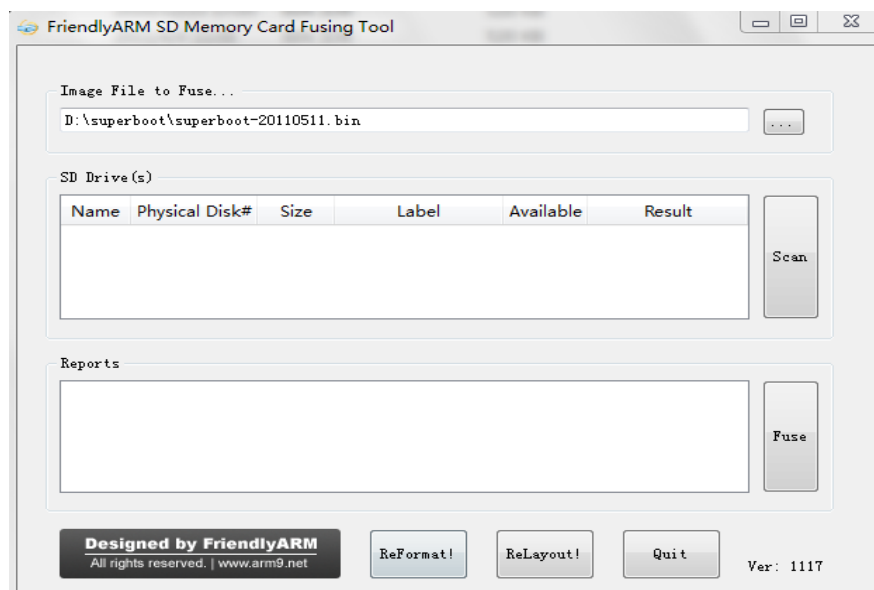 FriendlyARM SD Memory Card Fusing Tool
Image File to Fuse...
D:\superboot\superboot-20110511.bin
...
SD Drive(s)
Name Physical Disk# Size Label Available Result
Scan
Reports
Fuse
Designed by FriendlyARM
All rights reserved. | www.arm9.net
ReFormat!
ReLayout!
Quit
Ver: 1117